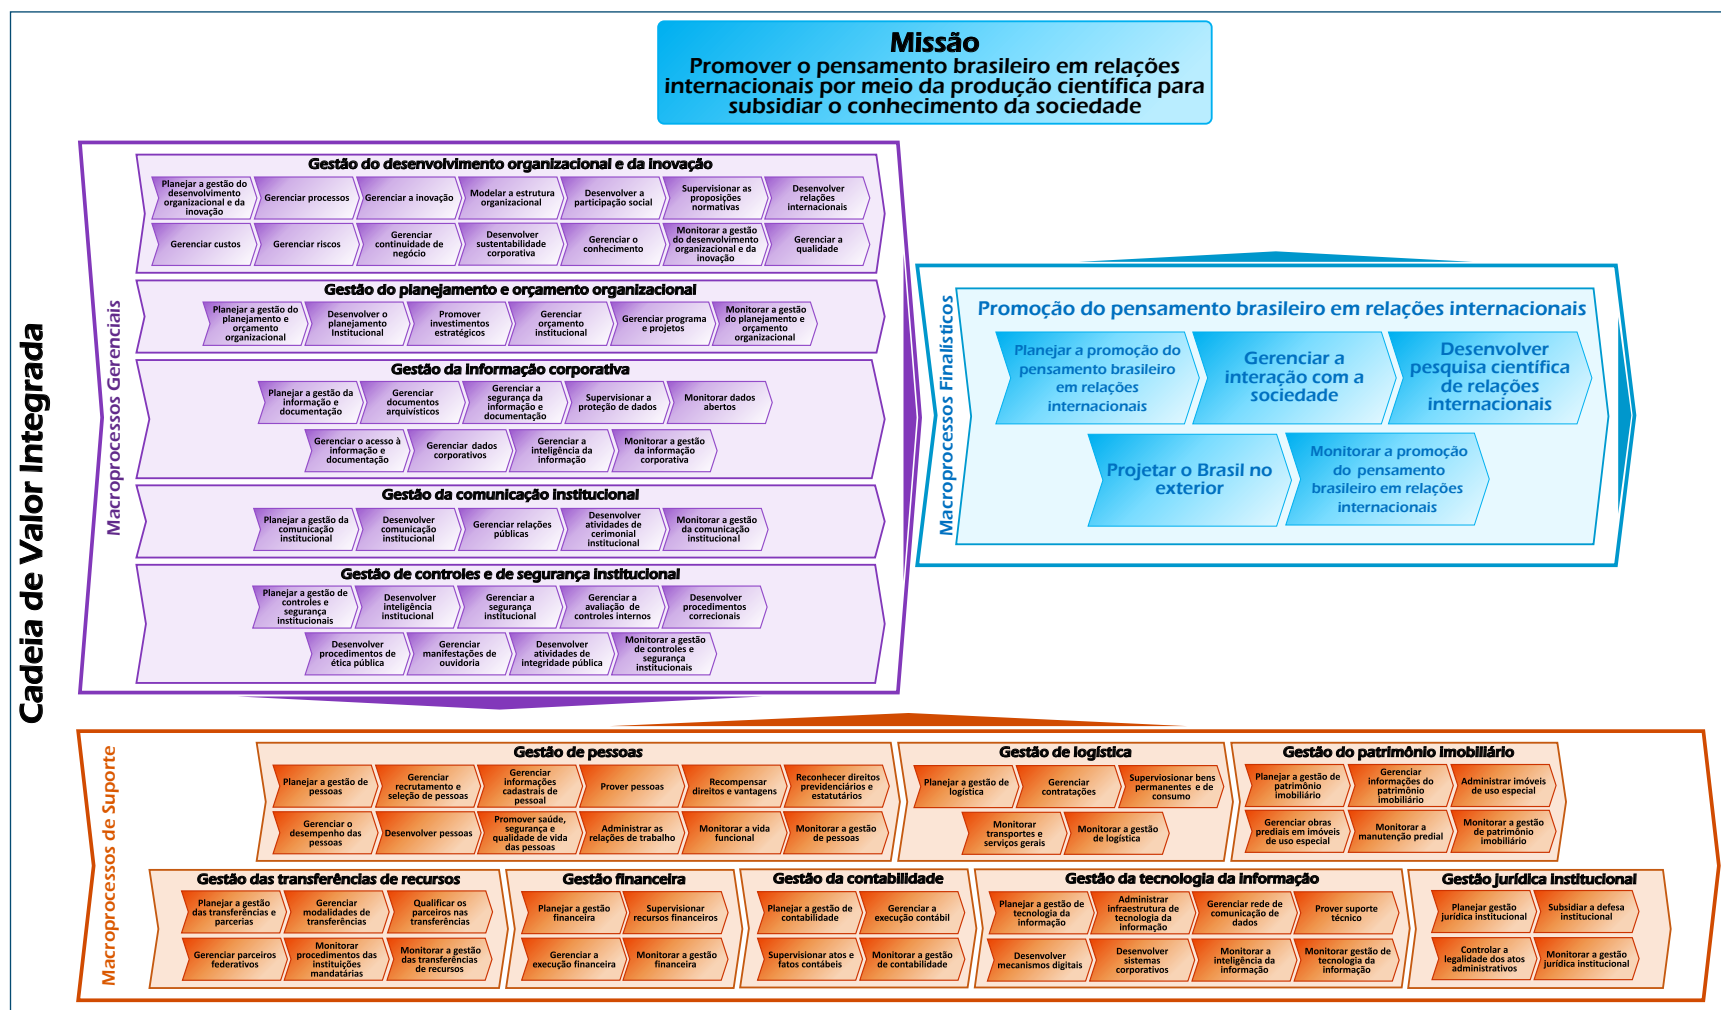 Missão
Promover o pensamento brasileiro em relações
internacionais por meio da produção científica para
subsidiar o conhecimento da sociedade
Cadeia de Valor Integrada
Macroprocessos Gerenciais
Gestão do desenvolvimento organizacional e da inovação
Planejar a gestão do
desenvolvimento
organizacional e da
inovação
Gerenciar processos
Gerenciar a inovação
Modelar a estrutura
organizacional
Desenvolver a
participação social
Supervisionar as
proposições
normativas
Desenvolver
relações
internacionais
Gerenciar custos
Gerenciar riscos
Gerenciar
continuidade de
negócio
Desenvolver
sustentabilidade
corporativa
Gerenciar o
conhecimento
Monitorar a gestão
do desenvolvimento
organizacional e da
inovação
Gerenciar a
qualidade
Gestão do planejamento e orçamento organizacional
Planejar a gestão do
planejamento e
orçamento
organizacional
Desenvolver o
planejamento
Institucional
Promover
investimentos
estratégicos
Gerenciar
orçamento
institucional
Gerenciar programa
e projetos
Monitorar a gestão
do planejamento e
orçamento
organizacional
Gestão da informação corporativa
Planejar a gestão da
informação e
documentação
Gerenciar
documentos
arquivísticos
Gerenciar a
segurança da
informação e
documentação
Supervisionar a
proteção de dados
Monitorar dados
abertos
Gerenciar o acesso à
informação e
documentação
Gerenciar dados
corporativos
Gerenciar a
inteligência da
informação
Monitorar a gestão
da informação
corporativa
Gestão da comunicação institucional
Planejar a gestão da
comunicação
institucional
Desenvolver
comunicação
institucional
Gerenciar relações
públicas
Desenvolver
atividades de
cerimonial
institucional
Monitorar a gestão
da comunicação
institucional
Gestão de controles e de segurança institucional
Planejar a gestão de
controles e
segurança
institucionais
Desenvolver
inteligência
institucional
Gerenciar a
segurança
institucional
Gerenciar a
avaliação de
controles internos
Desenvolver
procedimentos
correcionais
Desenvolver
procedimentos de
ética pública
Gerenciar
manifestações de
ouvidoria
Desenvolver
atividades de
integridade pública
Monitorar a gestão
de controles e
segurança
institucionais
Macroprocessos Finalísticos
Promoção do pensamento brasileiro em relações internacionais
Planejar a promoção do
pensamento brasileiro
em relações
internacionais
Gerenciar a
interação com a
sociedade
Desenvolver
pesquisa científica
de relações
internacionais
Projetar o Brasil no
exterior
Monitorar a promoção
do pensamento
brasileiro em relações
internacionais
Macroprocessos de Suporte
Gestão de pessoas
Planejar a gestão de
pessoas
Gerenciar
recrutamento e
seleção de pessoas
Gerenciar
informações
cadastrais de
pessoal
Prover pessoas
Recompensar
direitos e vantagens
Reconhecer direitos
previdenciários e
estatutários
Gerenciar o
desempenho das
pessoas
Desenvolver pessoas
Promover saúde,
segurança e
qualidade de vida
das pessoas
Administrar as
relações de trabalho
Monitorar a vida
funcional
Monitorar a gestão
de pessoas
Gestão de logística
Planejar a gestão de
logística
Gerenciar
contratações
Superviosionar bens
permanentes e de
consumo
Monitorar
transportes e
serviços gerais
Monitorar a gestão
de logística
Gestão do patrimônio imobiliário
Planejar a gestão de
patrimônio
imobiliário
Gerenciar
informações do
patrimônio
imobiliário
Administrar imóveis
de uso especial
Gerenciar obras
prediais em imóveis
de uso especial
Monitorar a
manutenção predial
Monitorar a gestão
de patrimônio
imobiliário
Gestão das transferências de recursos
Planejar a gestão
das transferências e
parcerias
Gerenciar
modalidades de
transferências
Qualificar os
parceiros nas
transferências
Gerenciar parceiros
federativos
Monitorar
procedimentos das
instituições
mandatárias
Monitorar a gestão
das transferências
de recursos
Gestão financeira
Planejar a gestão
financeira
Supervisionar
recursos financeiros
Gerenciar a
execução financeira
Monitorar a gestão
financeira
Gestão da contabilidade
Planejar a gestão de
contabilidade
Gerenciar a
execução contábil
Supervisionar atos e
fatos contábeis
Monitorar a gestão
de contabilidade
Gestão da tecnologia da informação
Planejar a gestão de
tecnologia da
informação
Administrar
infraestrutura de
tecnologia da
informação
Gerenciar rede de
comunicação de
dados
Prover suporte
técnico
Desenvolver
mecanismos digitais
Desenvolver
sistemas
corporativos
Monitorar a
inteligência da
informação
Monitorar gestão de
tecnologia da
informação
Gestão jurídica institucional
Planejar gestão
jurídica institucional
Subsidiar a defesa
institucional
Controlar a
legalidade dos atos
administrativos
Monitorar a gestão
jurídica institucional